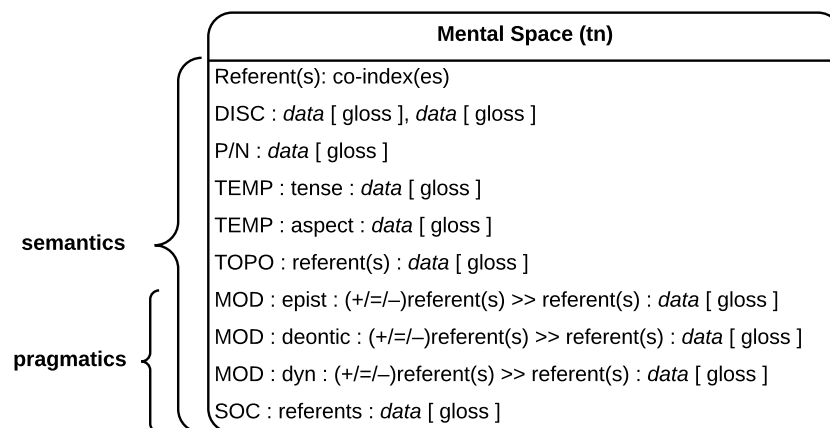 Mental Space (tn)
Referent(s): co-index(es)
DISC : data [ gloss ], data [ gloss ]
P/N : data [ gloss ]
TEMP : tense : data [ gloss ]
TEMP : aspect : data [ gloss ]
semantics
TOPO : referent(s) : data [ gloss ]
MOD : epist : (+/=/–)referent(s) >> referent(s) : data [ gloss ]
MOD : deontic : (+/=/–)referent(s) >> referent(s) : data [ gloss ]
pragmatics
MOD : dyn : (+/=/–)referent(s) >> referent(s) : data [ gloss ]
SOC : referents : data [ gloss ]